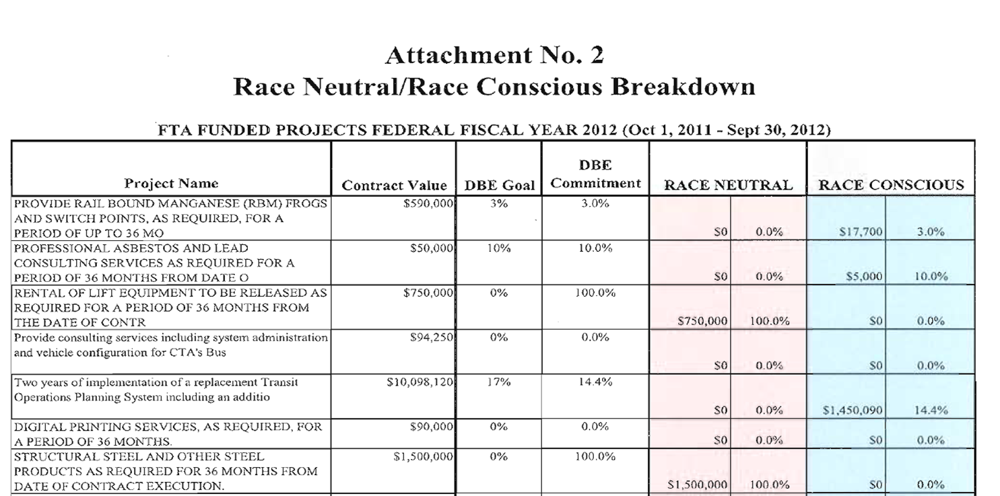 Attachment No. 2
Race Neutral/Race Conscious Breakdown
FTA FUNDED PROJECTS FEDERAL FISCAL YEAR 2012 (Oct 1, 2011 - Sept 30, 2012)
Project Name Contract Value DBE Goal DBE Commitment RACE NEUTRAL RACE CONSCIOUS
PROVIDE RAIL BOUND MANGANESE (RBM) FROGS $590,000 3% 3.0%
AND SWITCH POINTS, AS REQUIRED, FOR A
PERIOD OF UP TO 36 MO $0 0.0% $17,700 3.0%
PROFESSIONAL ASBESTOS AND LEAD $50,000 10% 10.0%
CONSULTING SERVICES AS REQUIRED FOR A
PERIOD OF 36 MONTHS FROM DATE O $0 0.0% $5,000 10.0%
RENTAL OF LIFT EQUIPMENT TO BE RELEASED AS $750,000 0% 100.0%
REQUIRED FOR A PERIOD OF 36 MONTHS FROM
THE DATE OF CONTR $750,000 100.0% $0 0.0%
Provide consulting services including system administration $94,250 0% 0.0%
and vehicle configuration for CTA's Bus
$0 0.0% $0 0.0%
Two years of implementation of a replacement Transit $10,098,120 17% 14.4%
Operations Planning System including an additio
$0 0.0% $1,450,090 14.4%
DIGITAL PRINTING SERVICES, AS REQUIRED, FOR $90,000 0% 0.0%
A PERIOD OF 36 MONTHS. $0 0.0% $0 0.0%
STRUCTURAL STEEL AND OTHER STEEL $1,500,000 0% 100.0%
PRODUCTS AS REQUIRED FOR 36 MONTHS FROM
DATE OF CONTRACT EXECUTION. $1,500,000 100.0% $0 0.0%